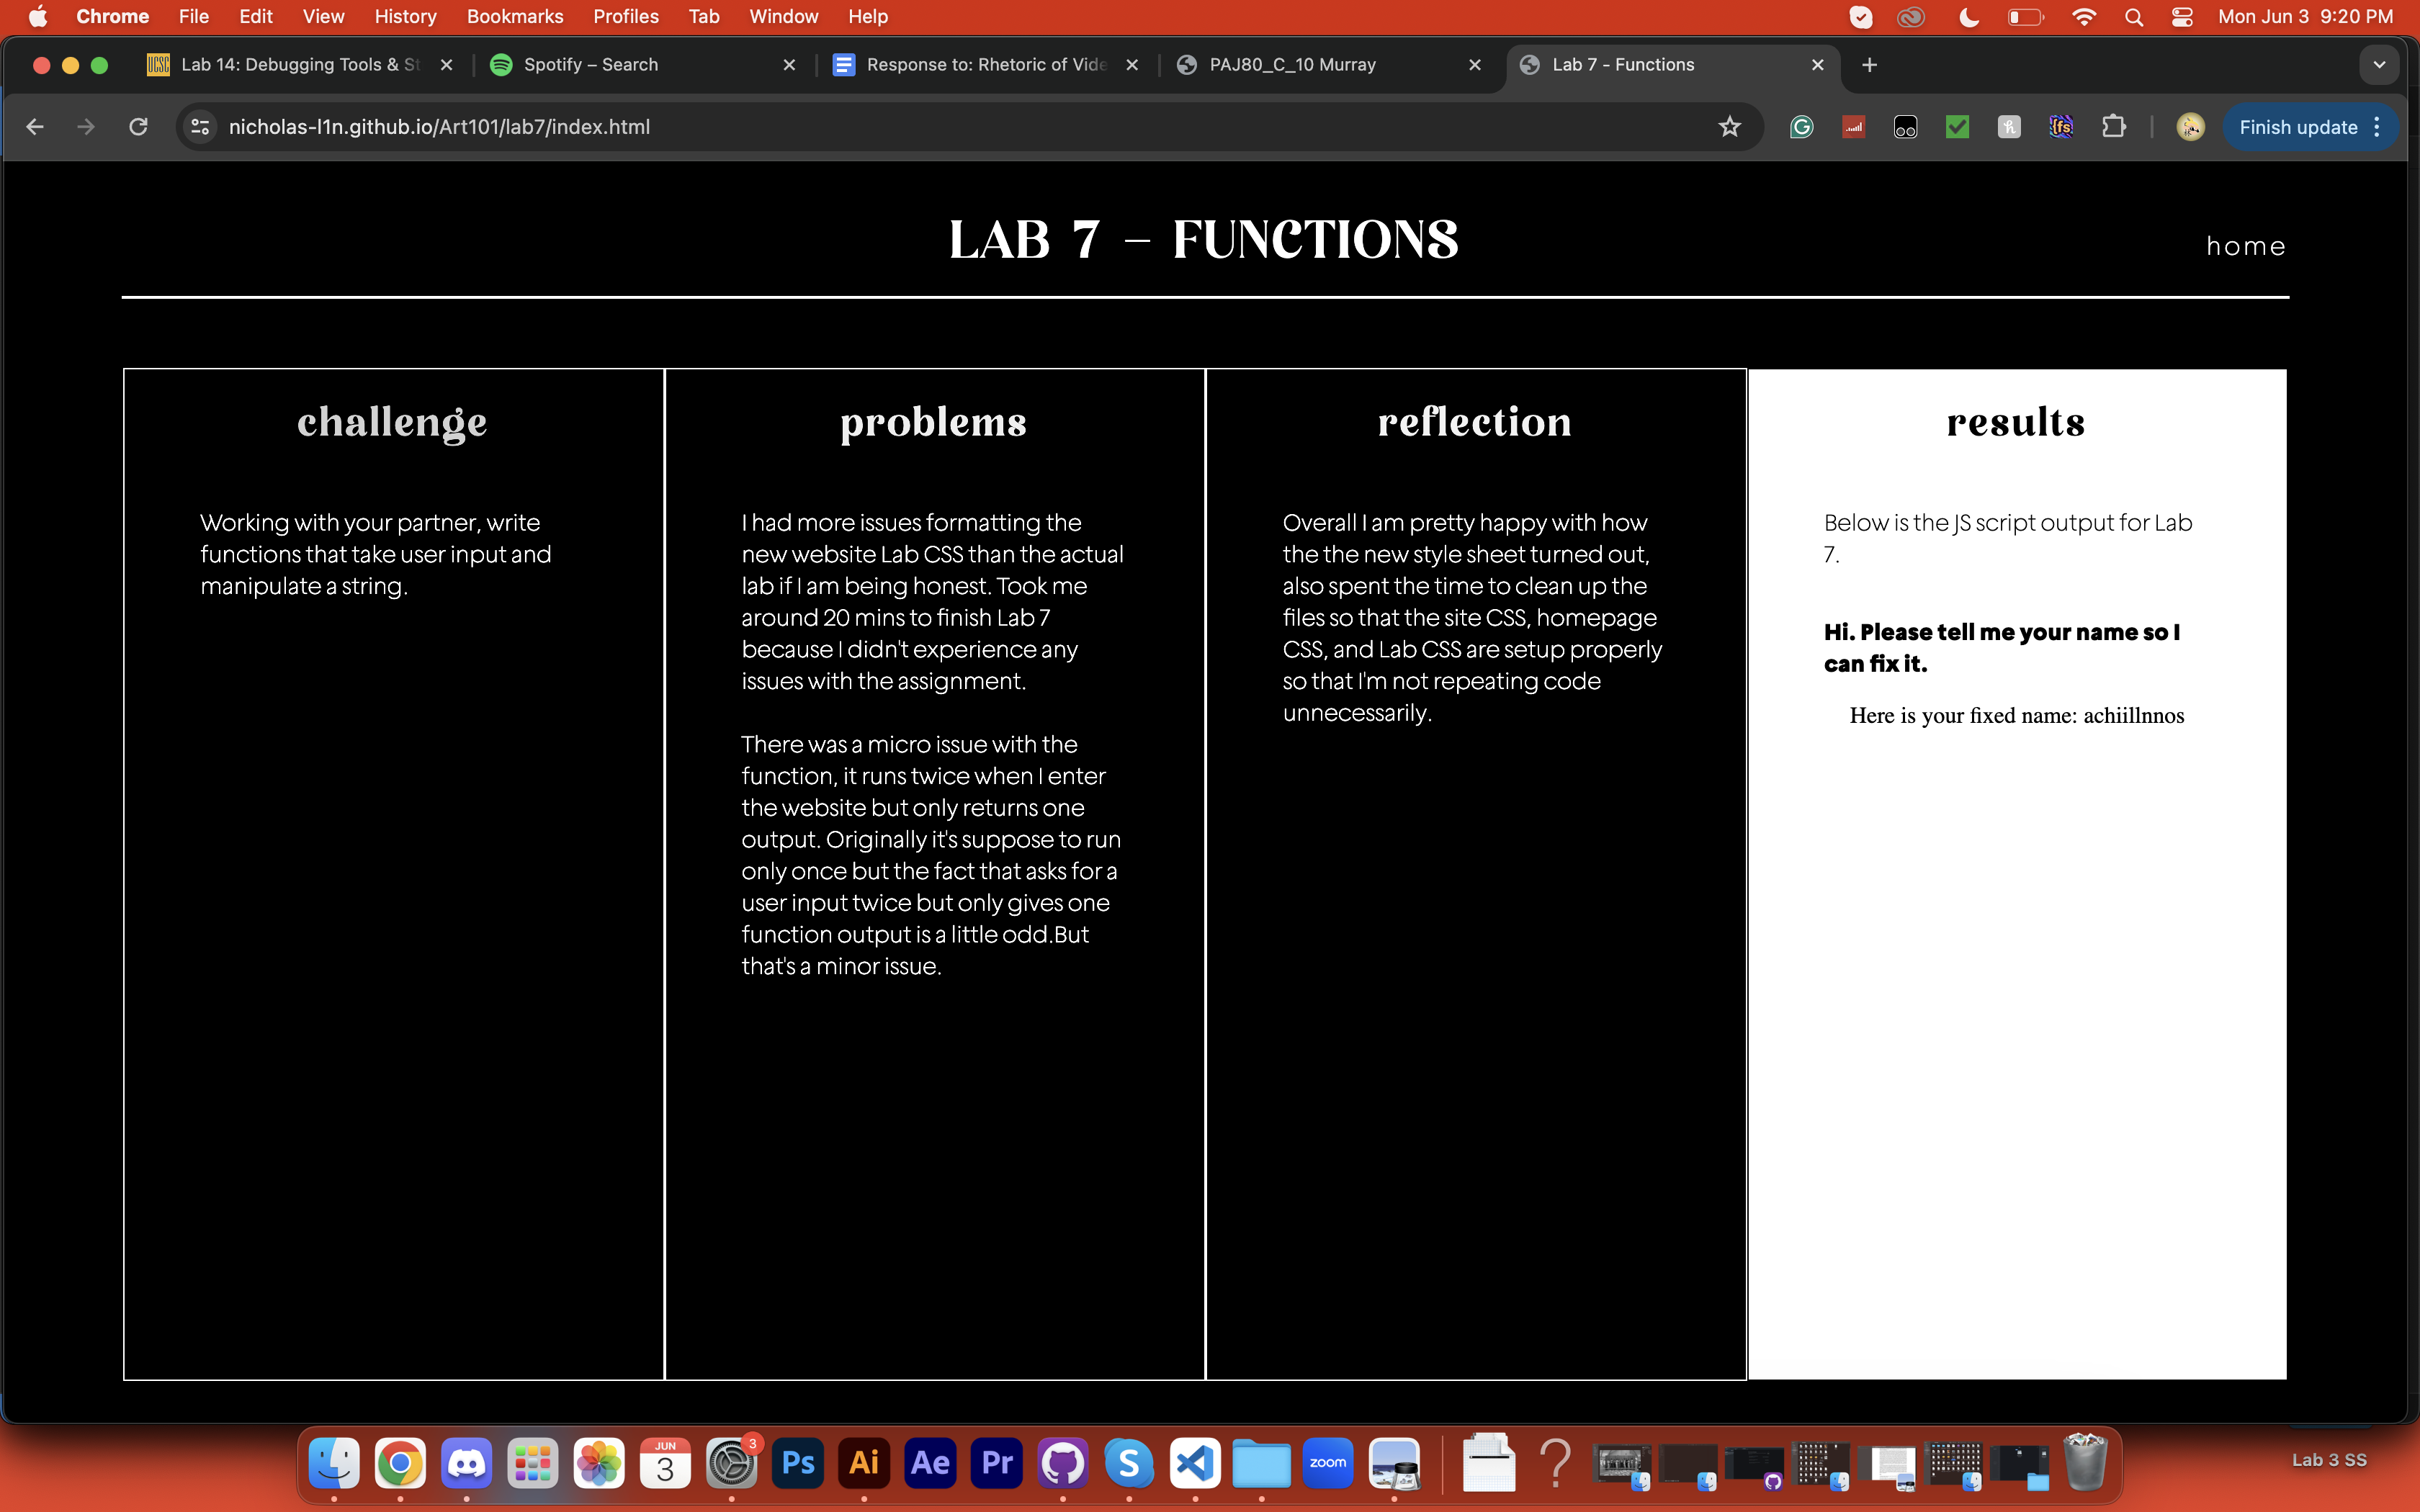 Chrome File Edit View History Bookmarks Profiles Tab Window Help Mon Jun 3 9:20 PM
UCSC Lab 14: Debugging Tools & St Spotify – Search Response to: Rhetoric of Vide PAJ80_C_10 Murray Lab 7 - Functions
nicholas-l1n.github.io/Art101/lab7/index.html Finish update
LAB 7 – FUNCTIONS
home
challenge
Working with your partner, write
functions that take user input and
manipulate a string.
problems
I had more issues formatting the
new website Lab CSS than the actual
lab if I am being honest. Took me
around 20 mins to finish Lab 7
because I didn't experience any
issues with the assignment.
There was a micro issue with the
function, it runs twice when I enter
the website but only returns one
output. Originally it's suppose to run
only once but the fact that asks for a
user input twice but only gives one
function output is a little odd.But
that's a minor issue.
reflection
Overall I am pretty happy with how
the the new style sheet turned out,
also spent the time to clean up the
files so that the site CSS, homepage
CSS, and Lab CSS are setup properly
so that I'm not repeating code
unnecessarily.
results
Below is the JS script output for Lab
7.
Hi. Please tell me your name so I
can fix it.
Here is your fixed name: achiillnnos
JUN
3
3
Ps Ai Ae Pr S zoom
Lab 3 SS